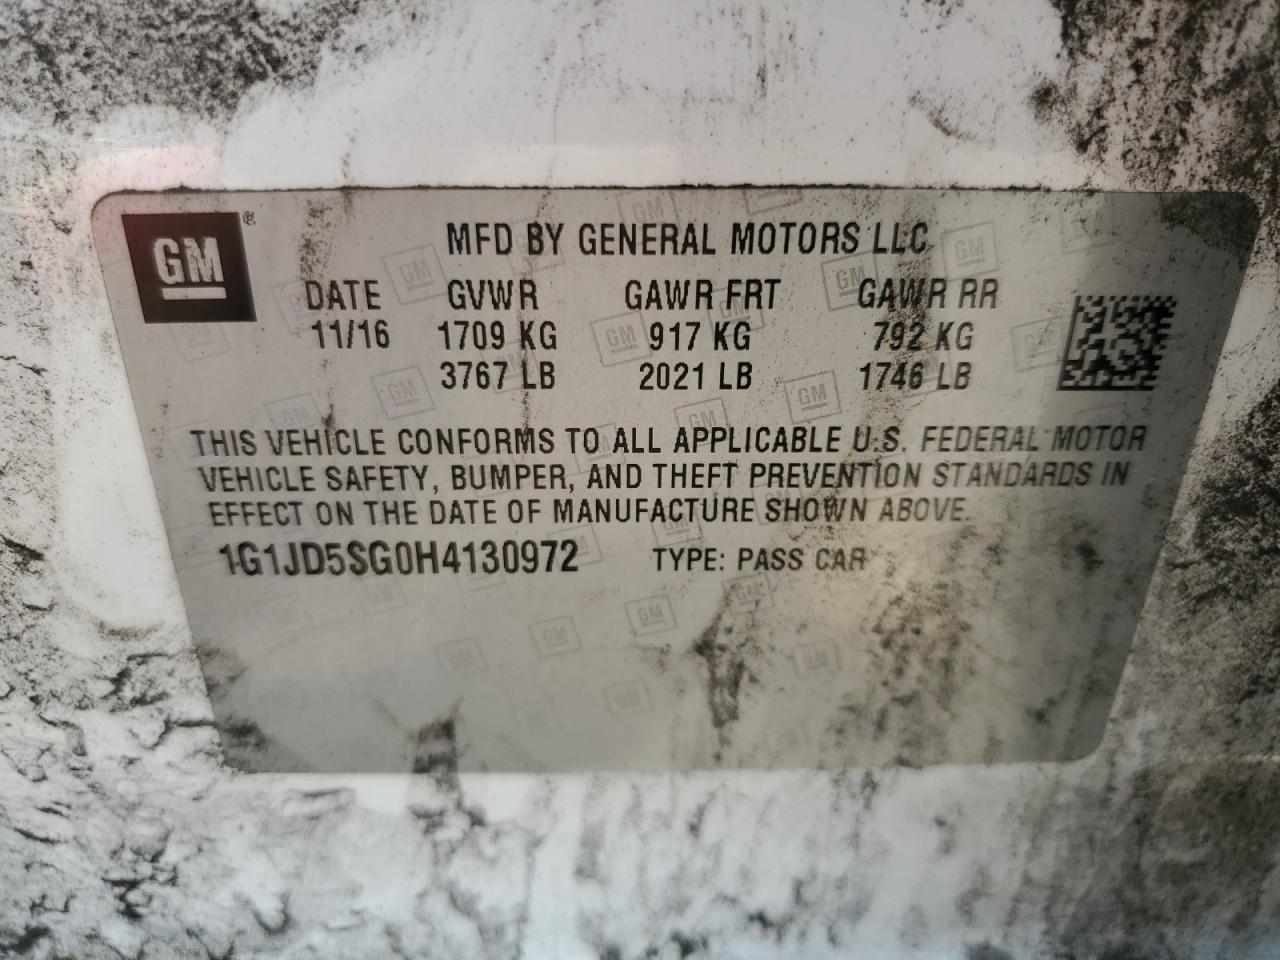 GM®
MFD BY GENERAL MOTORS LLC
DATE GVWR GAWR FRT GAWR RR
11/16 1709 KG 917 KG 792 KG
3767 LB 2021 LB 1746 LB
THIS VEHICLE CONFORMS TO ALL APPLICABLE U.S. FEDERAL MOTOR
VEHICLE SAFETY, BUMPER, AND THEFT PREVENTION STANDARDS IN
EFFECT ON THE DATE OF MANUFACTURE SHOWN ABOVE.
1G1JD5SG0H4130972 TYPE: PASS CAR